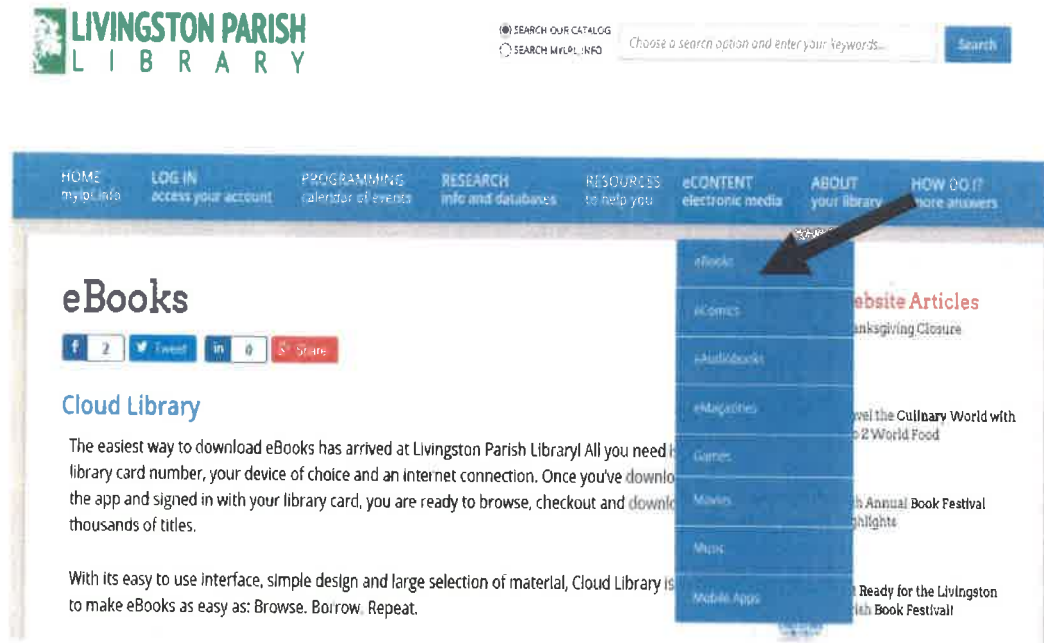 LIVINGSTON PARISH
LIBRARY
SEARCH OUR CATALOG
SEARCH MYLPL.INFO
Choose a search option and enter your keywords...
Search
HOME
mylpl.info
LOG IN
access your account
PROGRAMMING
calendar of events
RESEARCH
info and databases
RESOURCES
to help you
eCONTENT
electronic media
ABOUT
your library
HOW DO I?
more answers
eBooks
eComics
eAudiobooks
eMagazines
Games
Movies
Music
Mobile Apps
eBooks
f 2
Tweet
in 0
Share
Cloud Library
The easiest way to download eBooks has arrived at Livingston Parish Library! All you need
library card number, your device of choice and an internet connection. Once you've downlo
the app and signed in with your library card, you are ready to browse, checkout and downlo
thousands of titles.
With its easy to use interface, simple design and large selection of material, Cloud Library is
to make eBooks as easy as: Browse. Borrow. Repeat.
ebsite Articles
anksgiving Closure
vel the Culinary World with
o 2 World Food
h Annual Book Festival
ghlights
Ready for the Livingston
ish Book Festival!